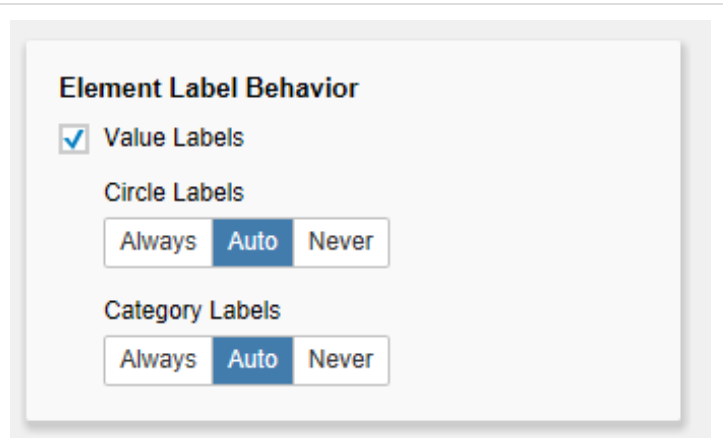 Element Label Behavior
Value Labels
Circle Labels
Always Auto Never
Category Labels
Always Auto Never